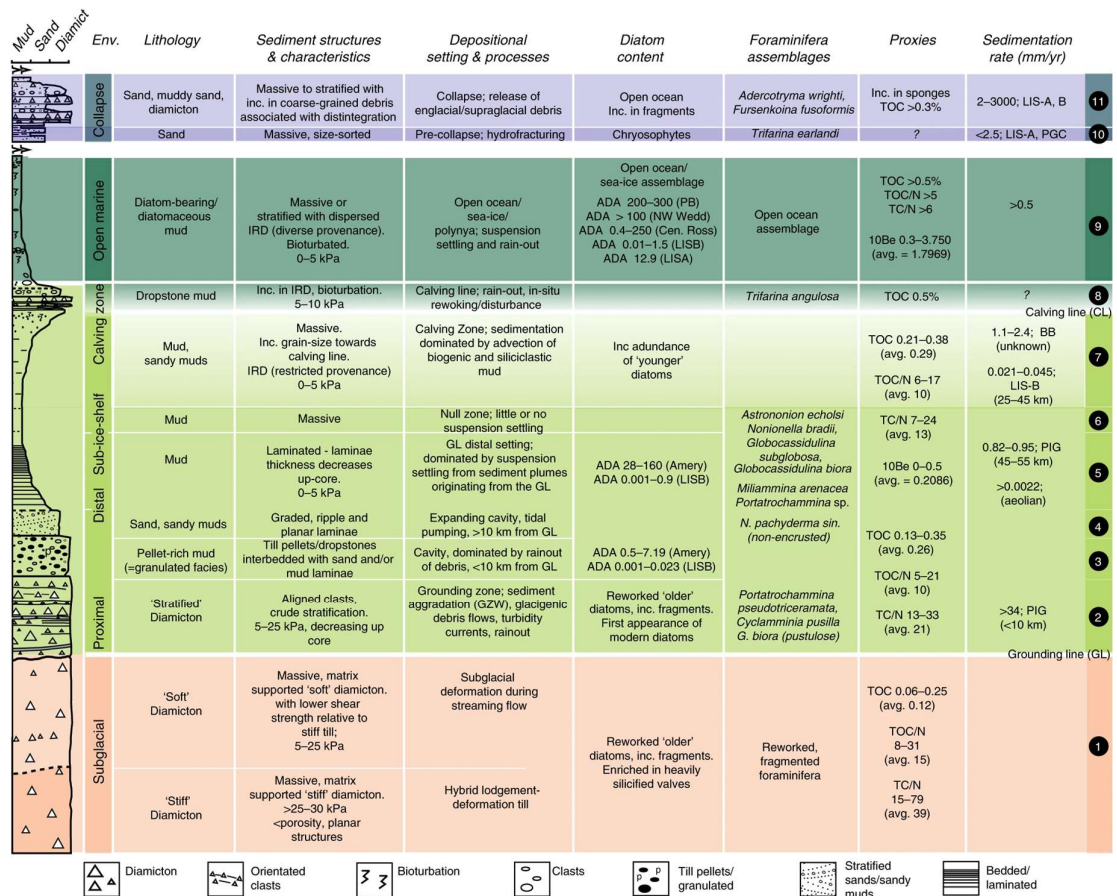 Mud
Sand
Diamict
Env.
Lithology
Sediment structures
& characteristics
Depositional
setting & processes
Diatom
content
Foraminifera
assemblages
Proxies
Sedimentation
rate (mm/yr)
Collapse
Sand, muddy sand,
diamicton
Massive to stratified with
inc. in coarse-grained debris
associated with distintegration
Collapse; release of
englacial/supraglacial debris
Open ocean
Inc. in fragments
Adercotryma wrighti,
Fursenkoina fusoformis
Inc. in sponges
TOC >0.3%
2–3000; LIS-A, B
11
Sand
Massive, size-sorted
Pre-collapse; hydrofracturing
Chrysophytes
Trifarina earlandi
?
<2.5; LIS-A, PGC
10
Open marine
Diatom-bearing/
diatomaceous
mud
Massive or
stratified with dispersed
IRD (diverse provenance).
Bioturbated.
0–5 kPa
Open ocean/
sea-ice/
polynya; suspension
settling and rain-out
Open ocean/
sea-ice assemblage
ADA 200–300 (PB)
ADA > 100 (NW Wedd)
ADA 0.4–250 (Cen. Ross)
ADA 0.01–1.5 (LISB)
ADA 12.9 (LISA)
Open ocean
assemblage
TOC >0.5%
TOC/N >5
TC/N >6
10Be 0.3–3.750
(avg. = 1.7969)
>0.5
9
Calving zone
Dropstone mud
Inc. in IRD, bioturbation.
5–10 kPa
Calving line; rain-out, in-situ
rewoking/disturbance
Trifarina angulosa
TOC 0.5%
?
8
Calving line (CL)
Mud,
sandy muds
Massive.
Inc. grain-size towards
calving line.
IRD (restricted provenance)
0–5 kPa
Calving Zone; sedimentation
dominated by advection of
biogenic and siliciclastic
mud
Inc adundance
of ‘younger’
diatoms
TOC 0.21–0.38
(avg. 0.29)
TOC/N 6–17
(avg. 10)
1.1–2.4; BB
(unknown)
0.021–0.045;
LIS-B
(25–45 km)
7
Sub-ice-shelf
Distal
Mud
Massive
Null zone; little or no
suspension settling
Astrononion echolsi
Nonionella bradii,
Globocassidulina
subglobosa,
Globocassidulina biora
Miliammina arenacea
Portatrochammina sp.
N. pachyderma sin.
(non-encrusted)
TC/N 7–24
(avg. 13)
10Be 0–0.5
(avg. = 0.2086)
6
Mud
Laminated - laminae
thickness decreases
up-core.
0–5 kPa
GL distal setting;
dominated by suspension
settling from sediment plumes
originating from the GL
ADA 28–160 (Amery)
ADA 0.001–0.9 (LISB)
0.82–0.95; PIG
(45–55 km)
>0.0022;
(aeolian)
5
Sand, sandy muds
Graded, ripple and
planar laminae
Expanding cavity, tidal
pumping, >10 km from GL
TOC 0.13–0.35
(avg. 0.26)
4
Pellet-rich mud
(=granulated facies)
Till pellets/dropstones
interbedded with sand and/or
mud laminae
Cavity, dominated by rainout
of debris, <10 km from GL
ADA 0.5–7.19 (Amery)
ADA 0.001–0.023 (LISB)
TOC/N 5–21
(avg. 10)
3
Proximal
‘Stratified’
Diamicton
Aligned clasts,
crude stratification.
5–25 kPa, decreasing up
core
Grounding zone; sediment
aggradation (GZW), glacigenic
debris flows, turbidity
currents, rainout
Reworked ‘older’
diatoms, inc. fragments.
First appearance of
modern diatoms
Portatrochammina
pseudotriceramata,
Cyclammina pusilla
G. biora (pustulose)
TC/N 13–33
(avg. 21)
>34; PIG
(<10 km)
2
Grounding line (GL)
Subglacial
‘Soft’
Diamicton
Massive, matrix
supported ‘soft’ diamicton.
with lower shear
strength relative to
stiff till;
5–25 kPa
Subglacial
deformation during
streaming flow
Reworked ‘older’
diatoms, inc. fragments.
Enriched in heavily
silicified valves
Reworked,
fragmented
foraminifera
TOC 0.06–0.25
(avg. 0.12)
TOC/N
8–31
(avg. 15)
TC/N
15–79
(avg. 39)
1
‘Stiff’
Diamicton
Massive, matrix
supported ‘stiff’ diamicton.
>25–30 kPa
<porosity, planar
structures
Hybrid lodgement-
deformation till
Diamicton
Orientated
clasts
Bioturbation
Clasts
p
p
p
Till pellets/
granulated
Stratified
sands/sandy
muds
Bedded/
laminated